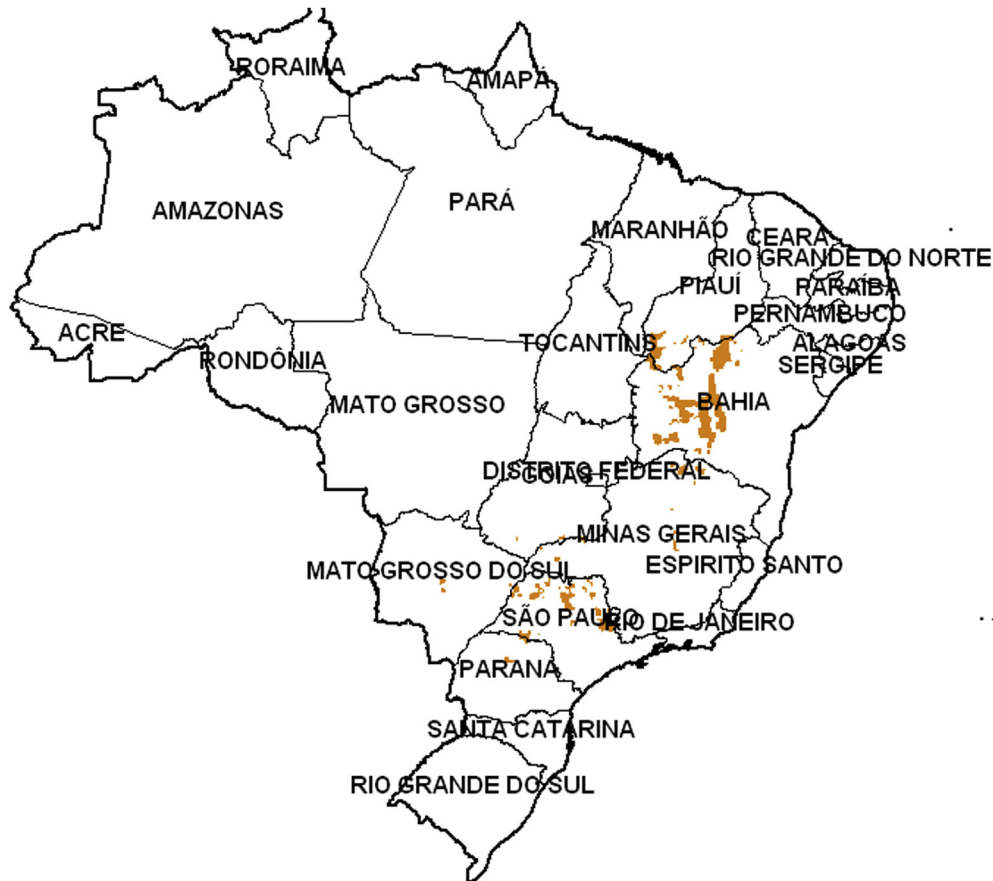 RORAIMA
AMAPÁ
AMAZONAS
PARÁ
MARANHÃO
CEARÁ
RIO GRANDE DO NORTE
PIAUÍ
PARAÍBA
PERNAMBUCO
ACRE
RONDÔNIA
TOCANTINS
ALAGOAS
SERGIPE
MATO GROSSO
BAHIA
DISTRITO FEDERAL
GOIÁS
MINAS GERAIS
MATO GROSSO DO SUL
ESPIRITO SANTO
SÃO PAULO
RIO DE JANEIRO
PARANÁ
SANTA CATARINA
RIO GRANDE DO SUL